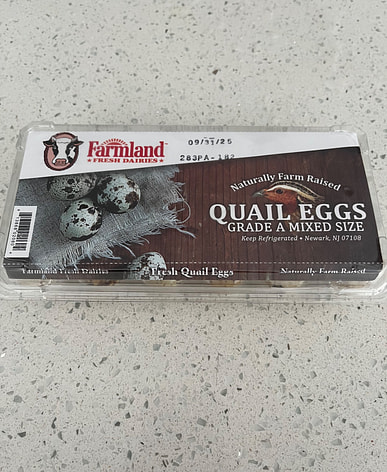 Farmland
FRESH DAIRIES
283PA-182
Naturally Farm Raised
QUAIL EGGS
GRADE A MIXED SIZE
Keep Refrigerated • Newark, NJ 07108
Farmland Fresh Dairies
Fresh Quail Eggs
Naturally Farm Raised